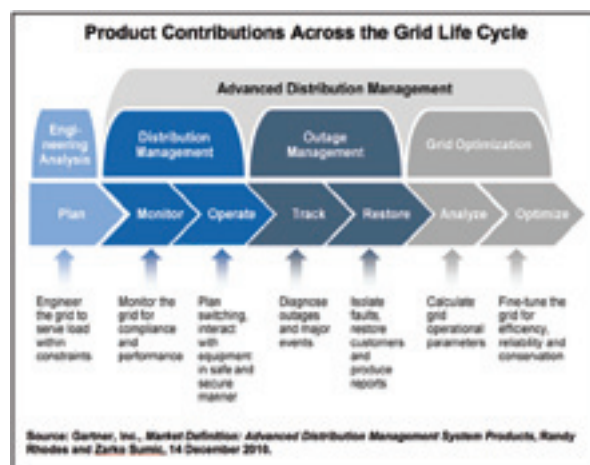 Product Contributions Across the Grid Life Cycle
Advanced Distribution Management
Engi-
neering
Analysis
Distribution
Management
Outage
Management
Grid Optimization
Plan
Monitor
Operate
Track
Restore
Analyze
Optimize
Engineer
the grid to
serve load
within
constraints
Monitor the
grid for
compliance
and
performance
Plan
switching,
interact
with
equipment
in safe and
secure
manner
Diagnose
outages
and major
events
Isolate
faults,
restore
customers
and
produce
reports
Calculate
grid
operational
parameters
Fine-tune the
grid for
efficiency,
reliability and
conservation
Source: Gartner, Inc., Market Definition: Advanced Distribution Management System Products, Randy
Rhodes and Zarko Sumic, 14 December 2010.